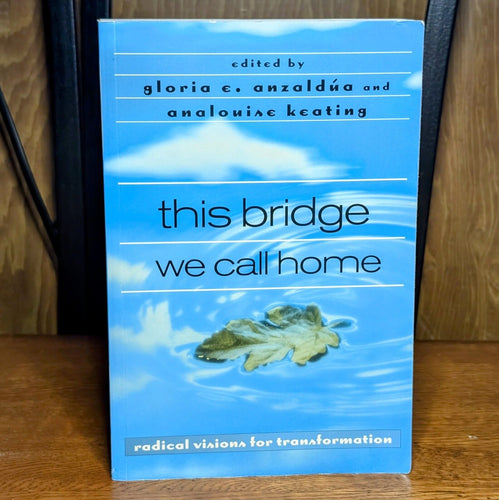 edited by
gloria e. anzaldúa and
analouise keating
this bridge
we call home
radical visions for transformation